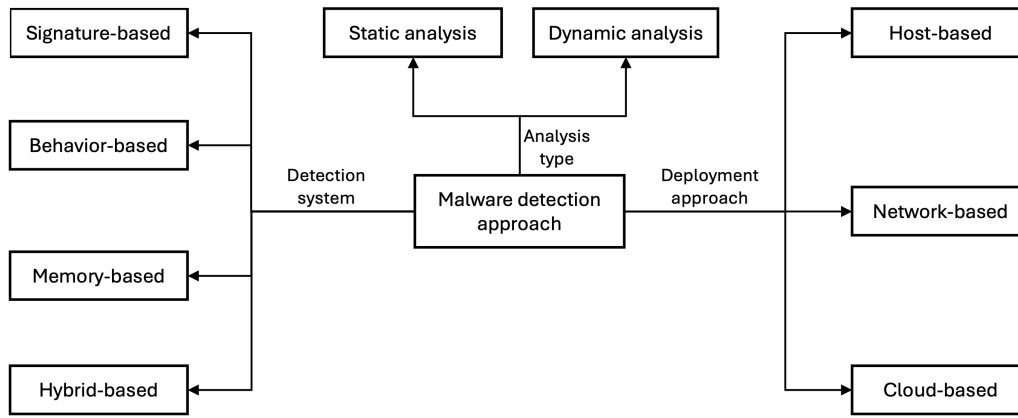 Signature-based
Static analysis
Dynamic analysis
Host-based
Behavior-based
Analysis
type
Detection
system
Malware detection
approach
Deployment
approach
Network-based
Memory-based
Hybrid-based
Cloud-based